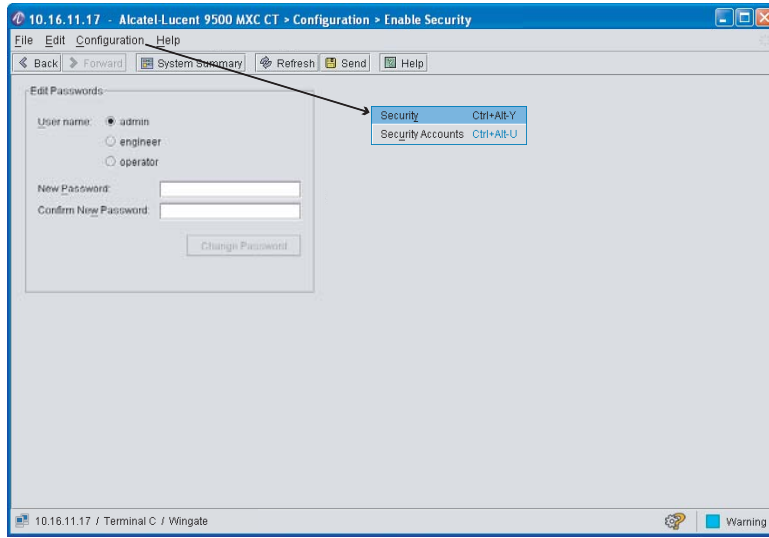 10.16.11.17 - Alcatel-Lucent 9500 MXC CT > Configuration > Enable Security
File Edit Configuration Help
Back Forward System Summary Refresh Send Help
Edit Passwords
User name: admin
engineer
operator
New Password:
Confirm New Password:
Change Password
Security Ctrl+Alt-Y
Security Accounts Ctrl+Alt-U
10.16.11.17 / Terminal C / Wingate
Warning